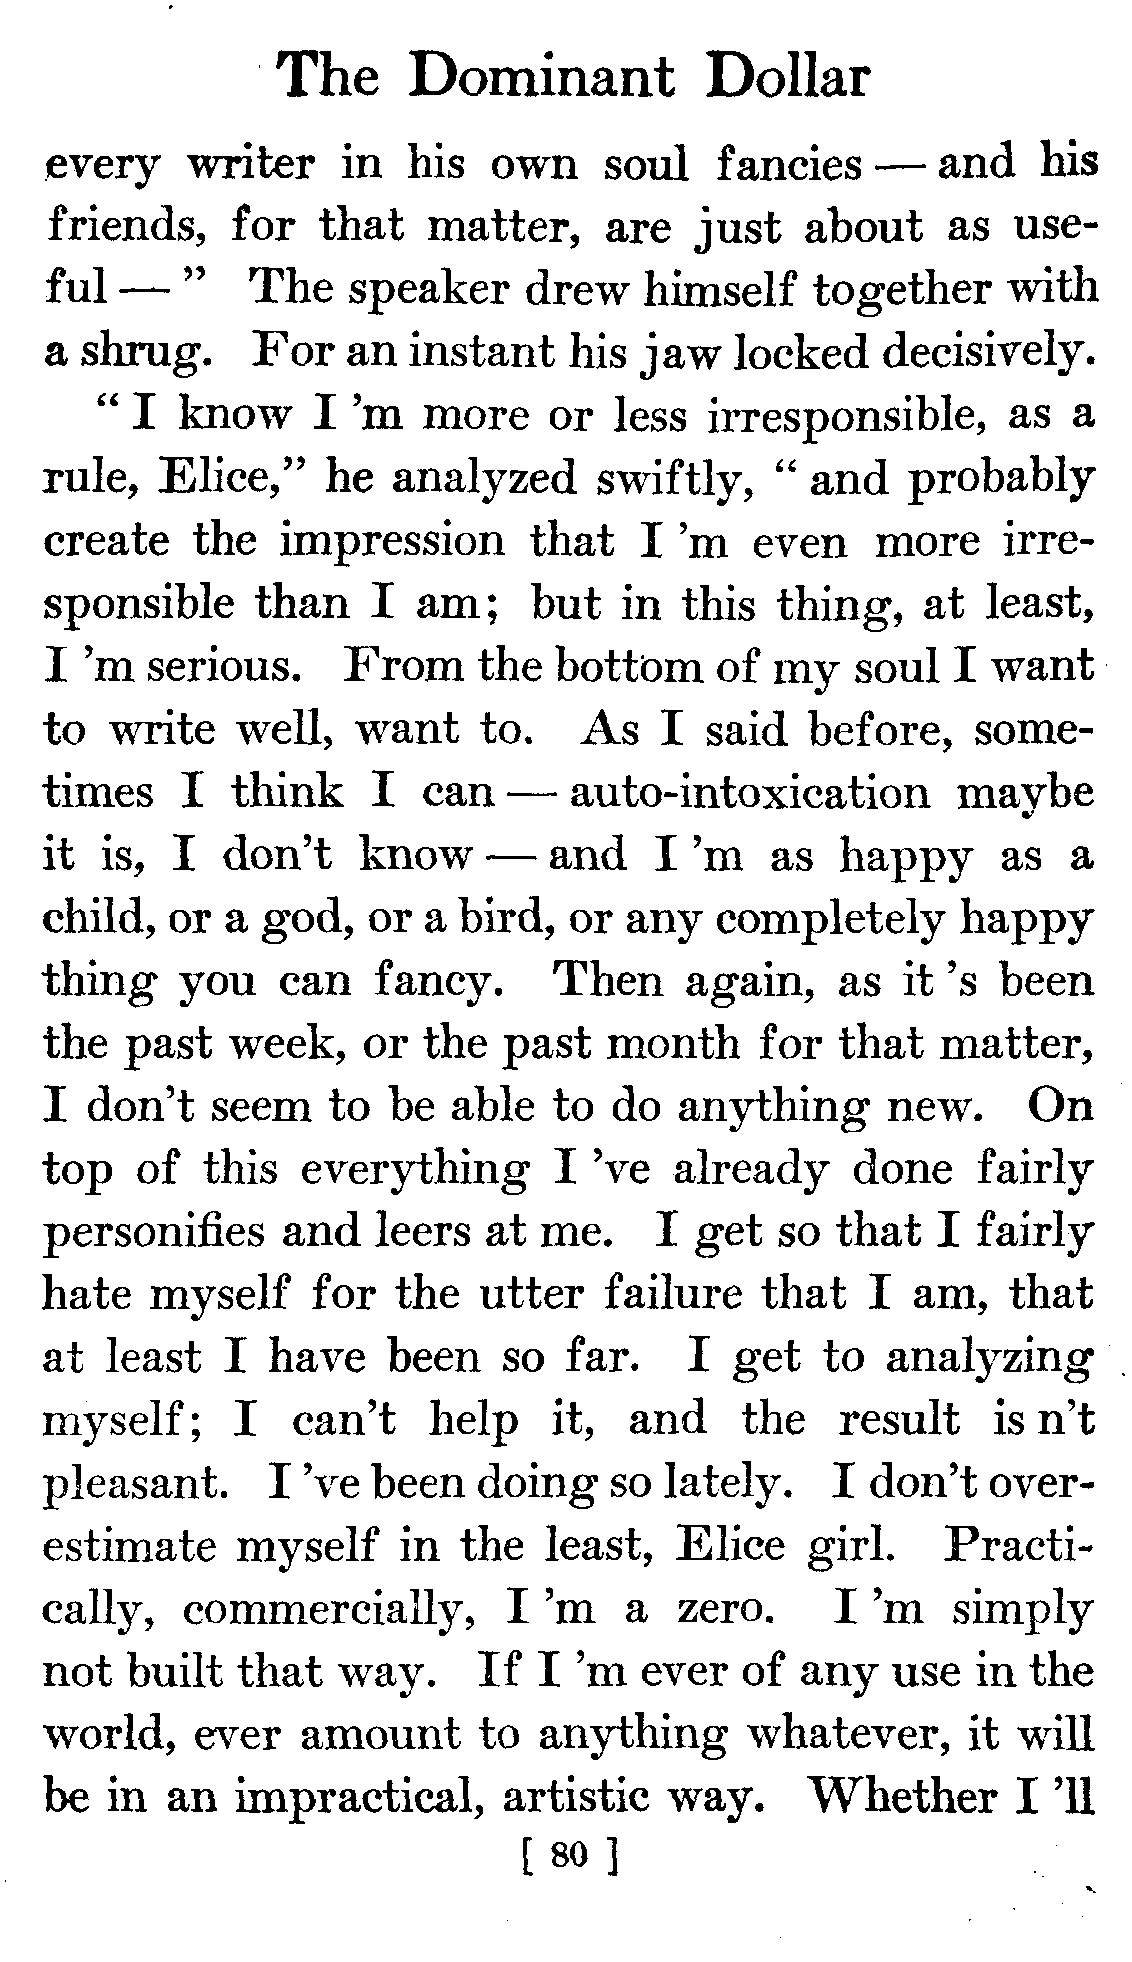 The Dominant Dollar
every writer in his own soul fancies — and his
friends, for that matter, are just about as use-
ful — ” The speaker drew himself together with
a shrug. For an instant his jaw locked decisively.
“ I know I ’m more or less irresponsible, as a
rule, Elice,” he analyzed swiftly, “ and probably
create the impression that I ’m even more irre-
sponsible than I am; but in this thing, at least,
I ’m serious. From the bottom of my soul I want
to write well, want to. As I said before, some-
times I think I can — auto-intoxication maybe
it is, I don’t know — and I ’m as happy as a
child, or a god, or a bird, or any completely happy
thing you can fancy. Then again, as it ’s been
the past week, or the past month for that matter,
I don’t seem to be able to do anything new. On
top of this everything I ’ve already done fairly
personifies and leers at me. I get so that I fairly
hate myself for the utter failure that I am, that
at least I have been so far. I get to analyzing
myself; I can’t help it, and the result is n’t
pleasant. I ’ve been doing so lately. I don’t over-
estimate myself in the least, Elice girl. Practi-
cally, commercially, I ’m a zero. I ’m simply
not built that way. If I ’m ever of any use in the
world, ever amount to anything whatever, it will
be in an impractical, artistic way. Whether I ’ll
[ 80 ]